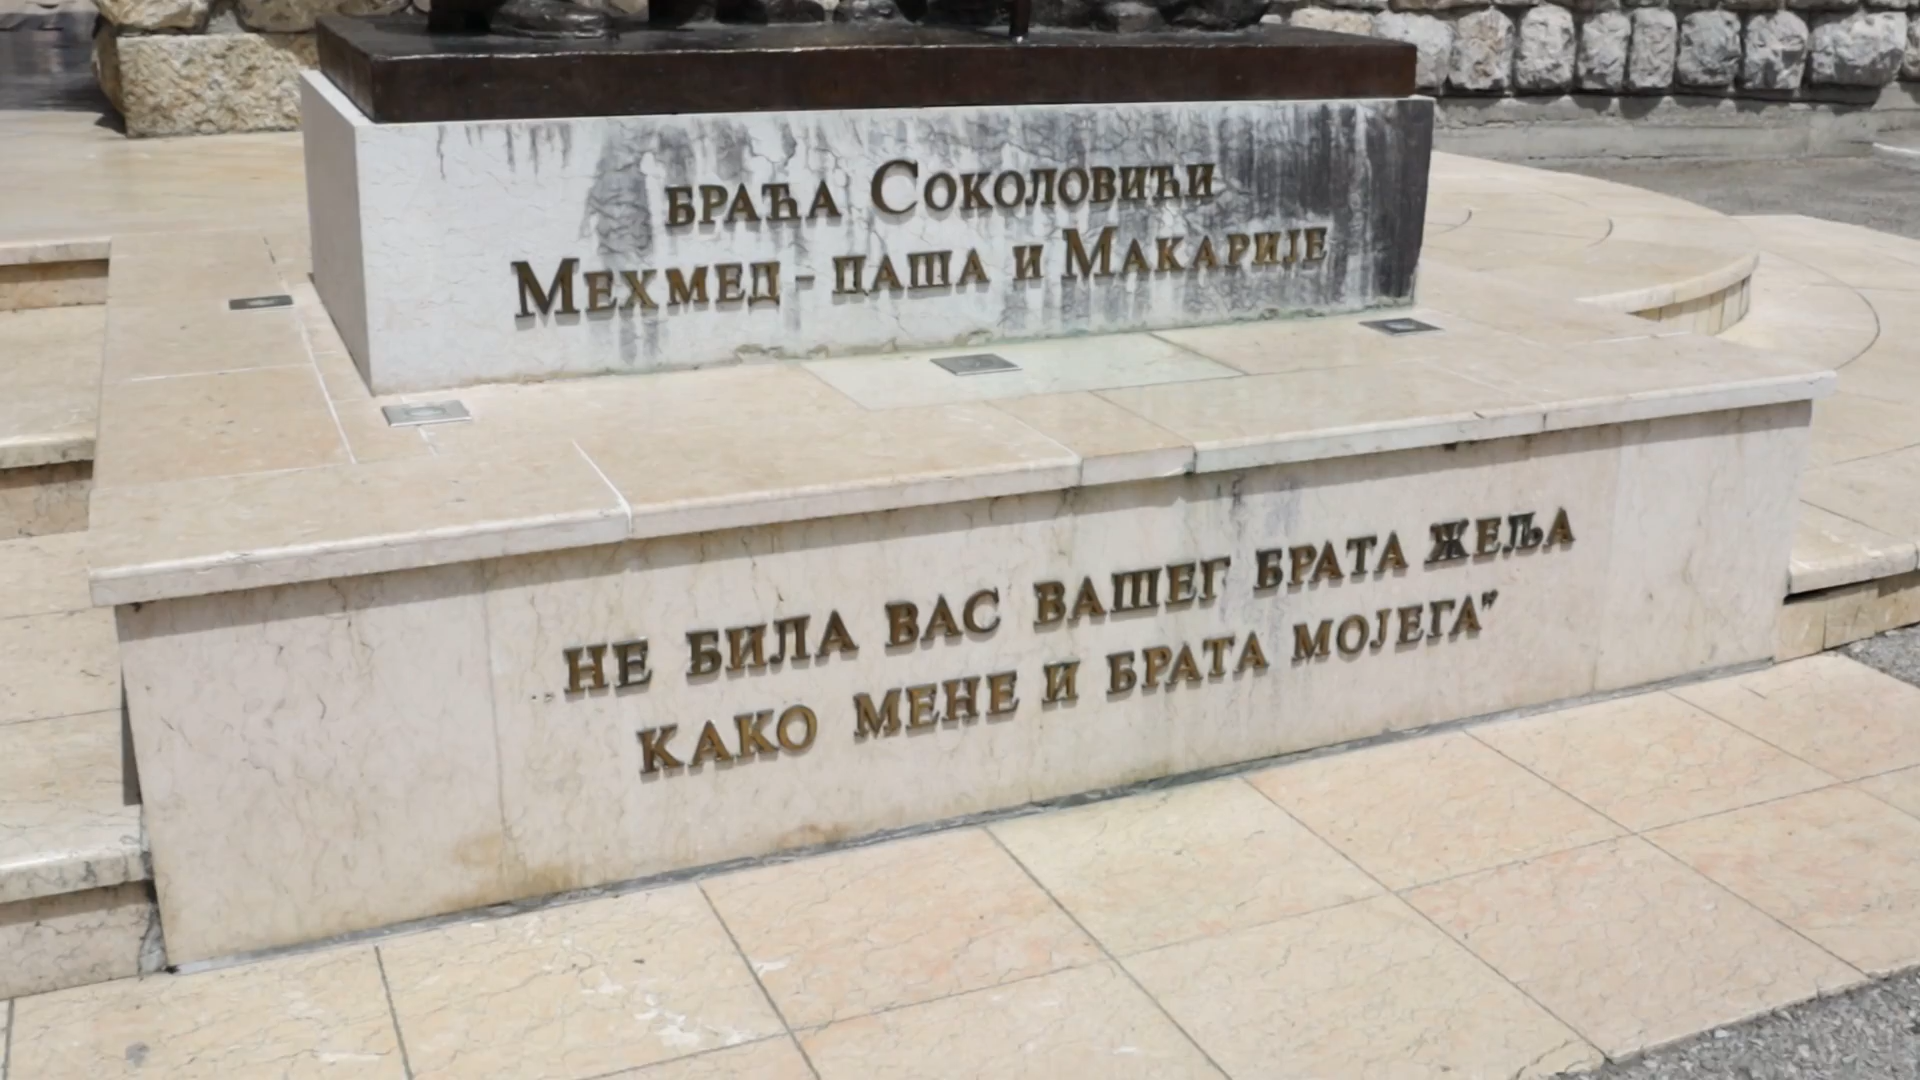 БРАЋА СОКОЛОВИЋИ
МЕХМЕД - ПАША И МАКАРИЈЕ
„НЕ БИЛА ВАС ВАШЕГ БРАТА ЖЕЉА
КАКО МЕНЕ И БРАТА МОЈЕГА”